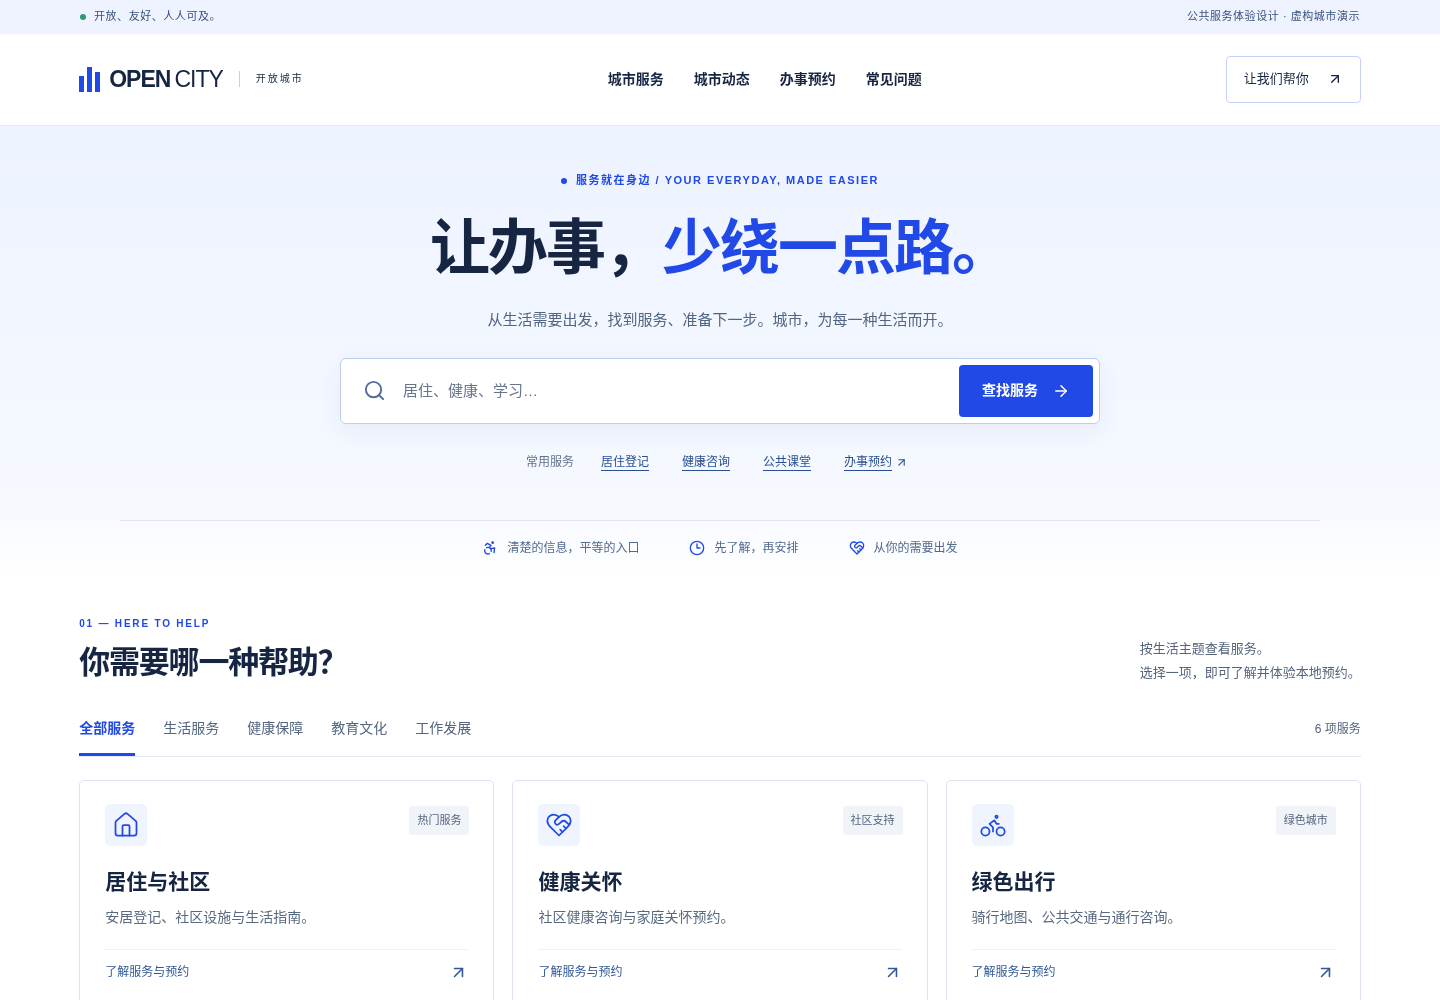 开放、友好、人人可及。
公共服务体验设计 · 虚构城市演示
OPEN CITY
开放城市
城市服务
城市动态
办事预约
常见问题
让我们帮你
服务就在身边 / YOUR EVERYDAY, MADE EASIER
让办事，少绕一点路。
从生活需要出发，找到服务、准备下一步。城市，为每一种生活而开。
居住、健康、学习…
查找服务
常用服务
居住登记
健康咨询
公共课堂
办事预约
清楚的信息，平等的入口
先了解，再安排
从你的需要出发
01 — HERE TO HELP
你需要哪一种帮助？
按生活主题查看服务。
选择一项，即可了解并体验本地预约。
全部服务
生活服务
健康保障
教育文化
工作发展
6 项服务
热门服务
居住与社区
安居登记、社区设施与生活指南。
了解服务与预约
社区支持
健康关怀
社区健康咨询与家庭关怀预约。
了解服务与预约
绿色城市
绿色出行
骑行地图、公共交通与通行咨询。
了解服务与预约